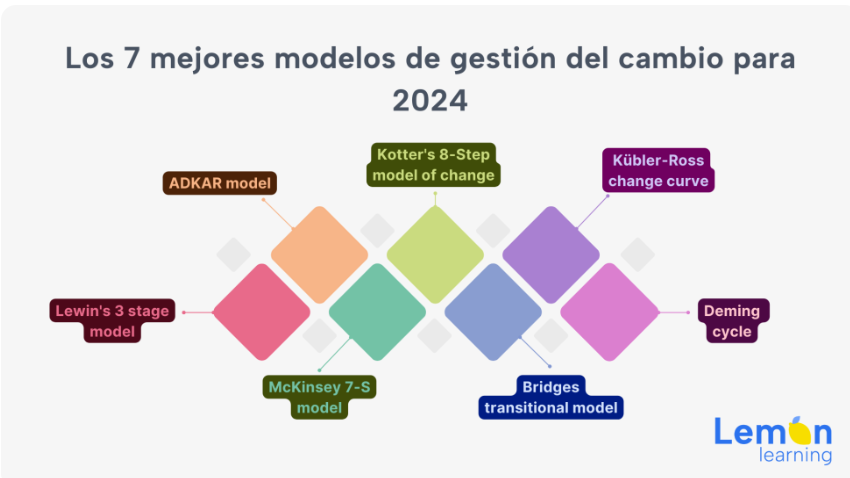 Los 7 mejores modelos de gestión del cambio para
2024
Kotter's 8-Step
model of change
Kübler-Ross
change curve
ADKAR model
Lewin's 3 stage
model
Deming
cycle
McKinsey 7-S
model
Bridges
transitional model
Lemon
learning